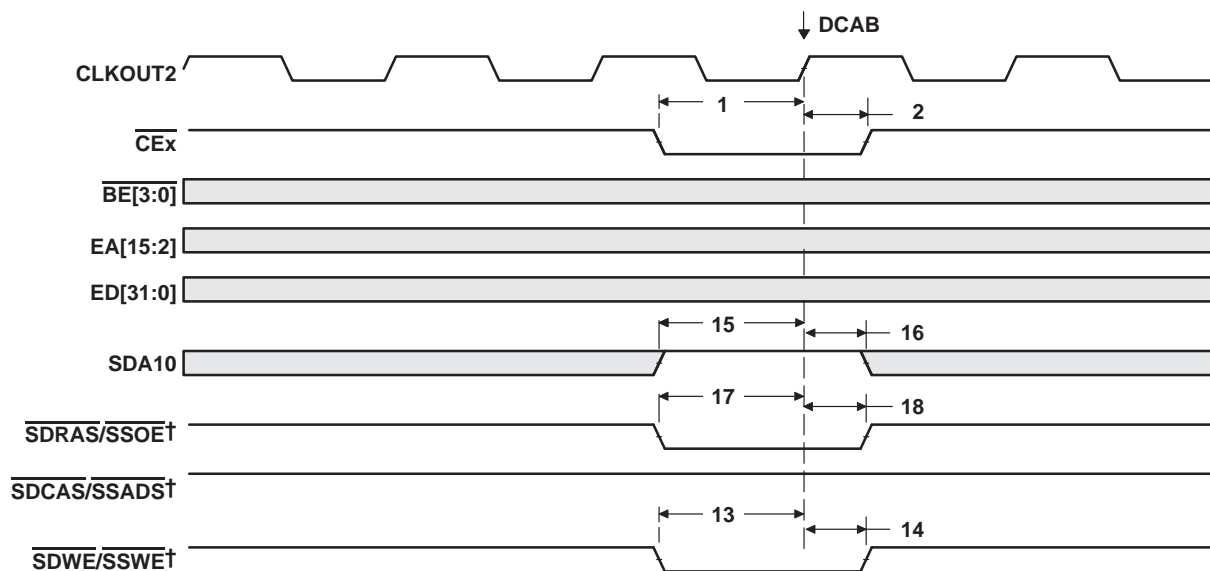 DCAB
CLKOUT2
1
2
CEx
BE[3:0]
EA[15:2]
ED[31:0]
15
16
SDA10
17
18
SDRAS/SSOE†
SDCAS/SSADS†
13
14
SDWE/SSWE†